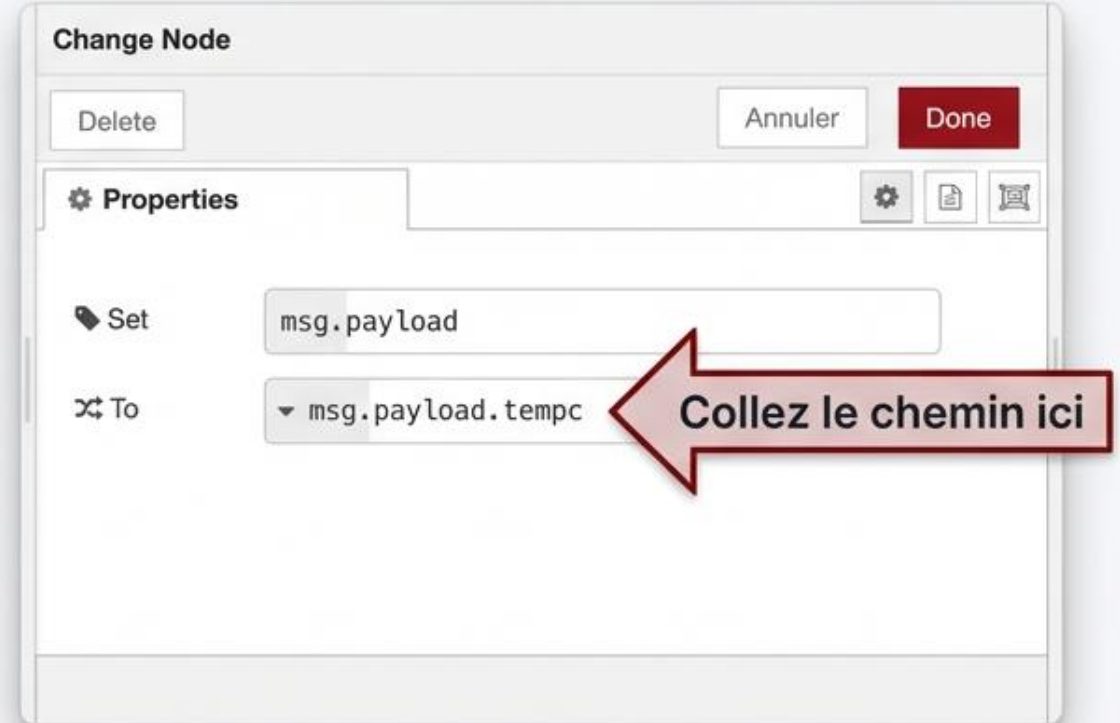 Change Node
Delete
Annuler
Done
Properties
Set
msg.payload
To
msg.payload.tempc
Collez le chemin ici